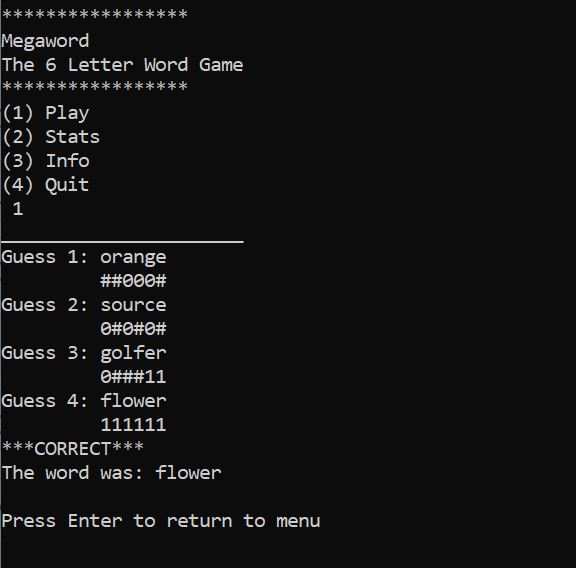 *****************
Megaword
The 6 Letter Word Game
*****************
(1) Play
(2) Stats
(3) Info
(4) Quit
1
______________________
Guess 1: orange
##000#
Guess 2: source
0#0#0#
Guess 3: golfer
0###11
Guess 4: flower
111111
***CORRECT***
The word was: flower
Press Enter to return to menu